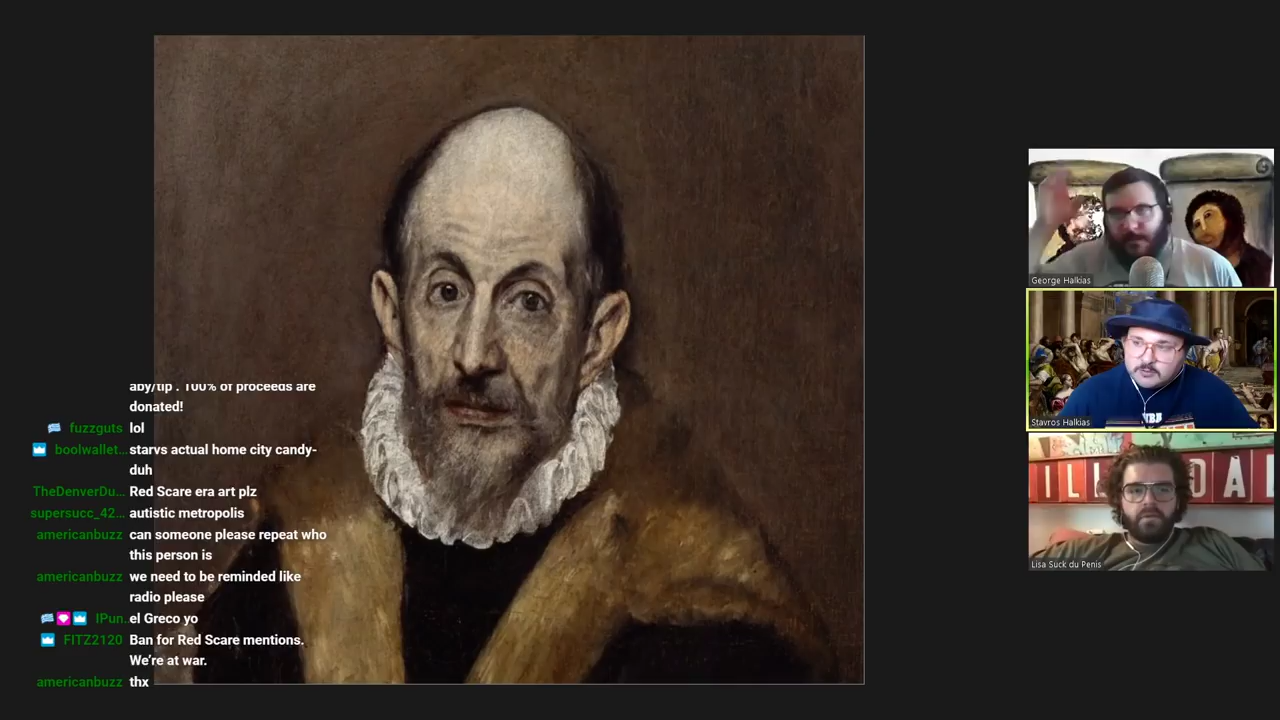 aby/tip . 100% of proceeds are
donated!
fuzzguts lol
boolwallet... starvs actual home city candy-
duh
TheDenverDu... Red Scare era art plz
supersucc_42... autistic metropolis
americanbuzz can someone please repeat who
this person is
americanbuzz we need to be reminded like
radio please
IPun... el Greco yo
FITZ2120 Ban for Red Scare mentions.
We're at war.
americanbuzz thx
George Halkias
Stavros Halkias
ILL DA
Lisa Suck du Penis